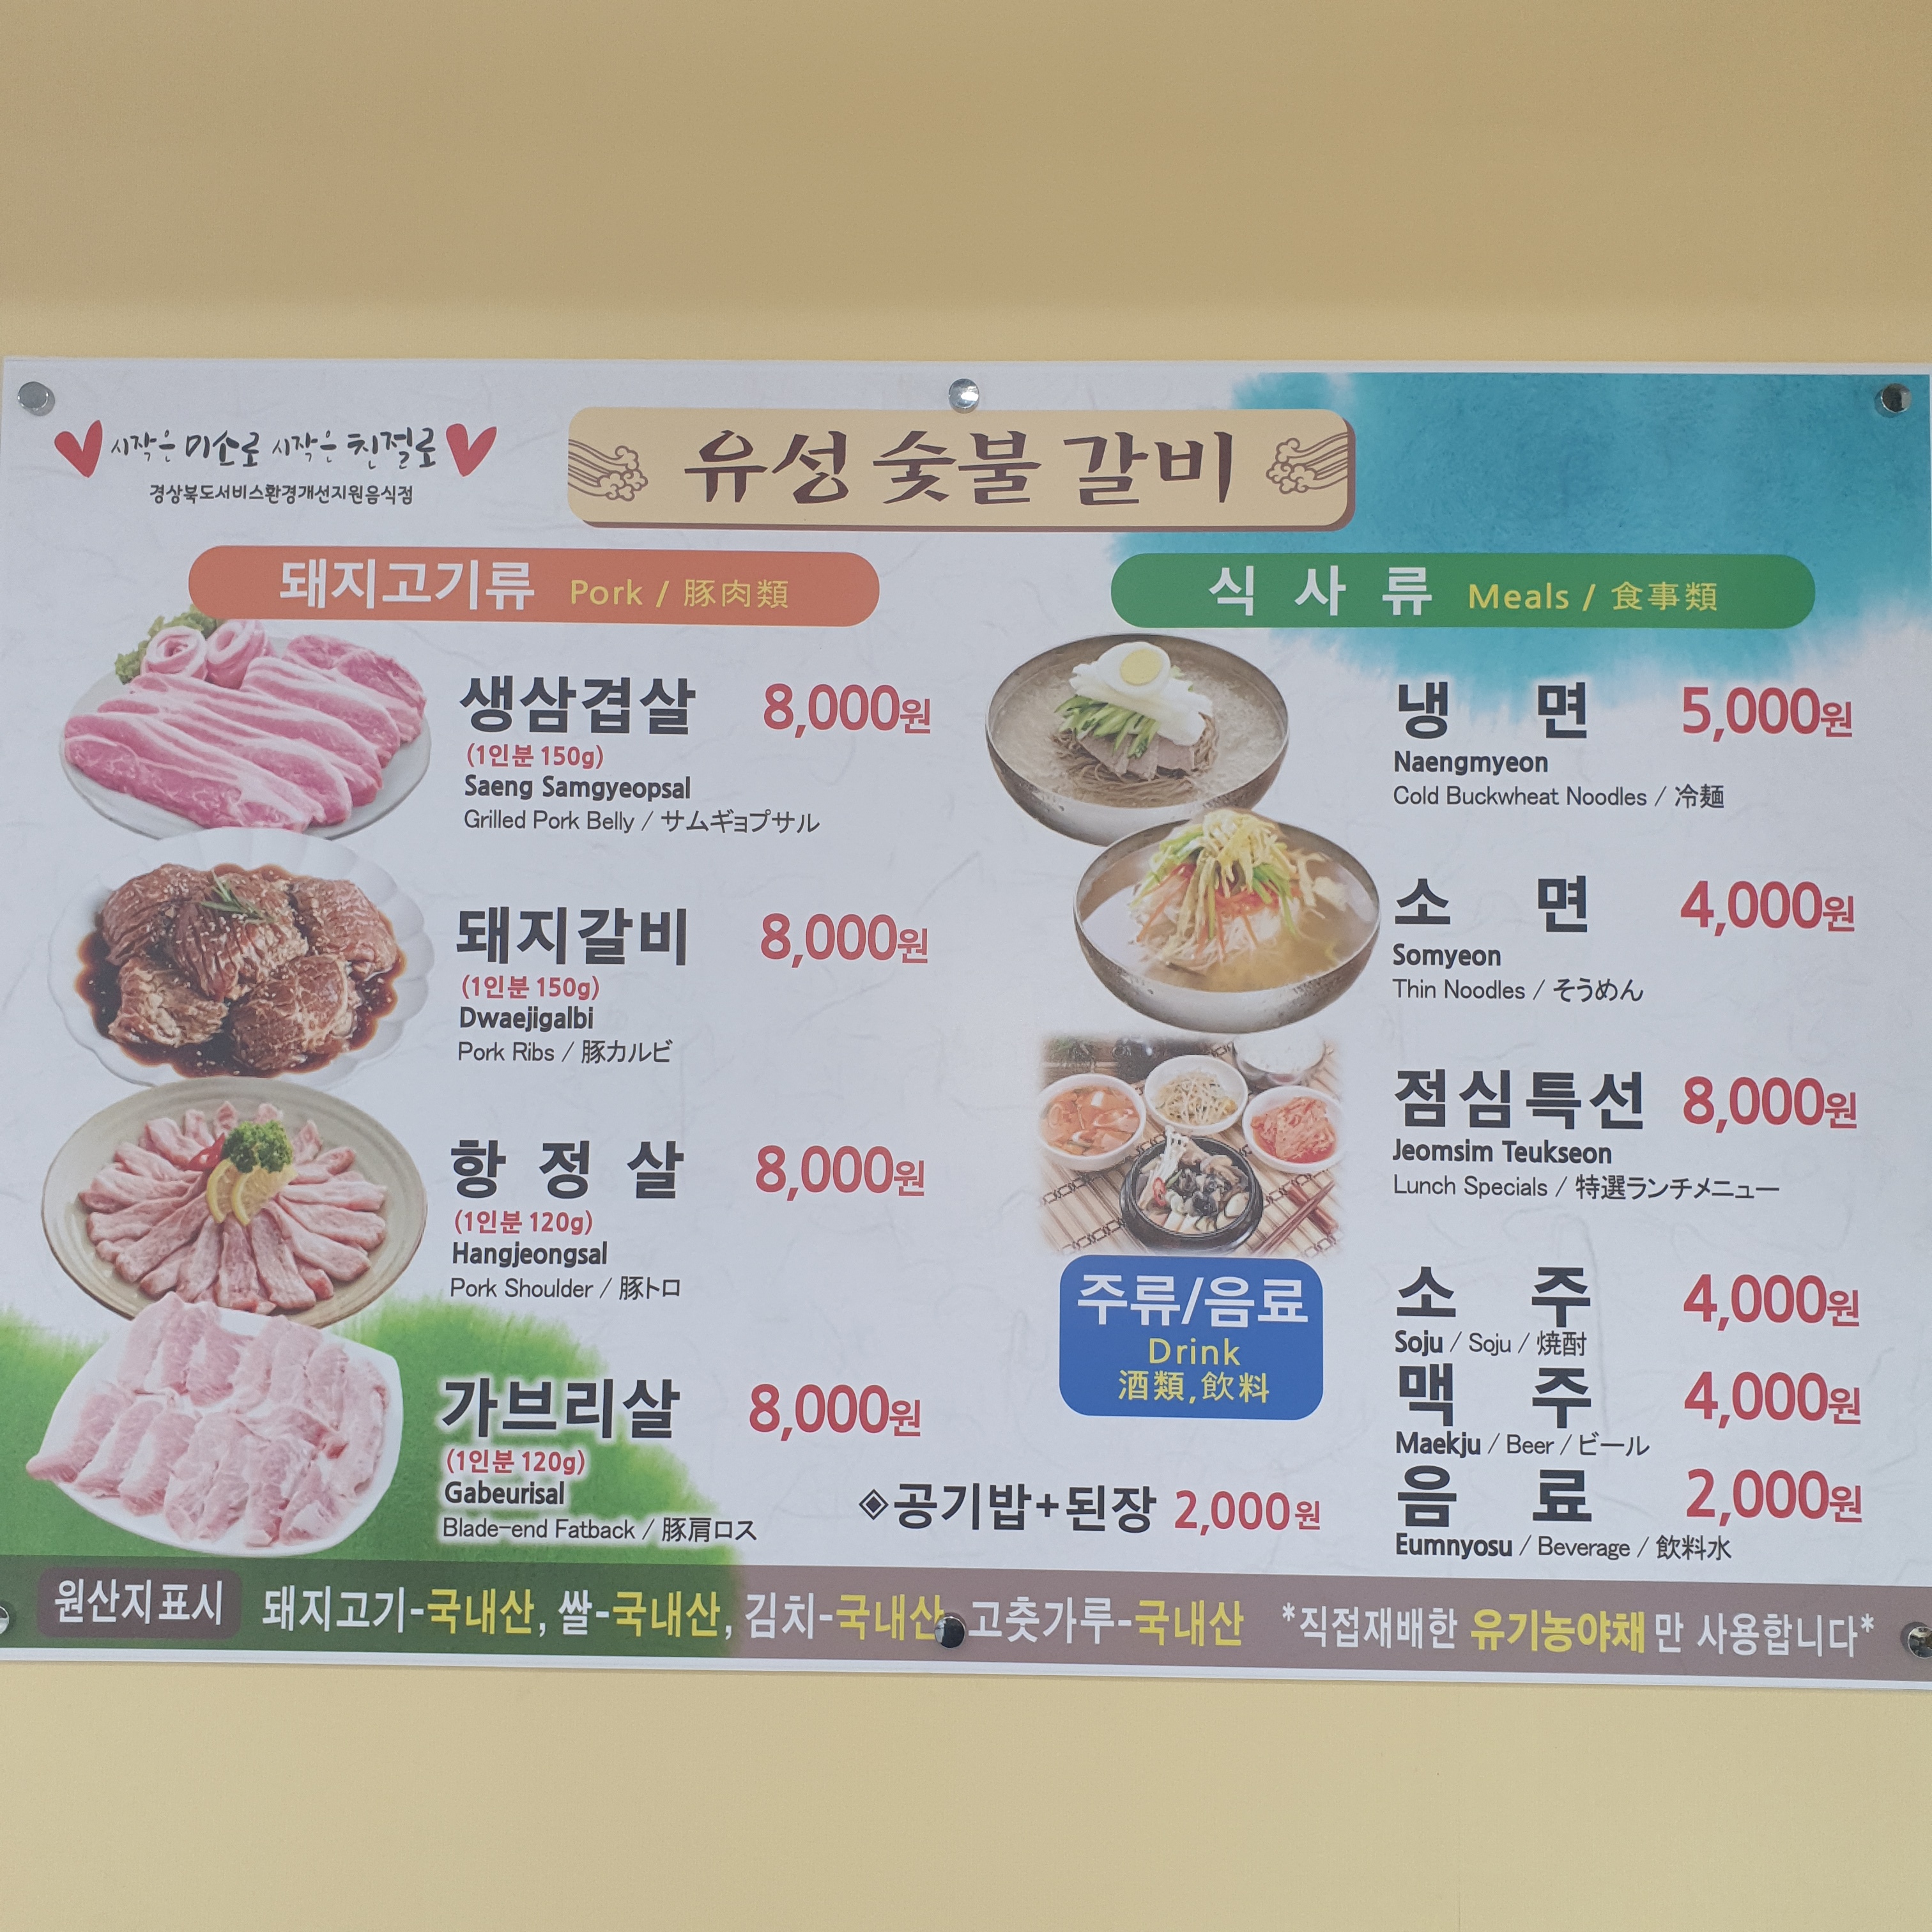 시작은 미소로 시작은 친절로
경상북도서비스환경개선지원음식점
유성 숯불 갈비
돼지고기류 Pork / 豚肉類
생삼겹살 8,000원
(1인분 150g)
Saeng Samgyeopsal
Grilled Pork Belly / サムギョプサル
돼지갈비 8,000원
(1인분 150g)
Dwaejigalbi
Pork Ribs / 豚カルビ
항정살 8,000원
(1인분 120g)
Hangjeongsal
Pork Shoulder / 豚トロ
가브리살 8,000원
(1인분 120g)
Gabeurisal
Blade-end Fatback / 豚肩ロス
식사류 Meals / 食事類
냉면 5,000원
Naengmyeon
Cold Buckwheat Noodles / 冷麺
소면 4,000원
Somyeon
Thin Noodles / そうめん
점심특선 8,000원
Jeomsim Teukseon
Lunch Specials / 特選ランチメニュー
주류/음료
Drink
酒類,飲料
소주 4,000원
Soju / Soju / 焼酎
맥주 4,000원
Maekju / Beer / ビール
음료 2,000원
Eumnyosu / Beverage / 飲料水
◈공기밥+된장 2,000원
원산지표시 돼지고기-국내산, 쌀-국내산, 김치-국내산, 고춧가루-국내산 *직접재배한 유기농야채만 사용합니다*